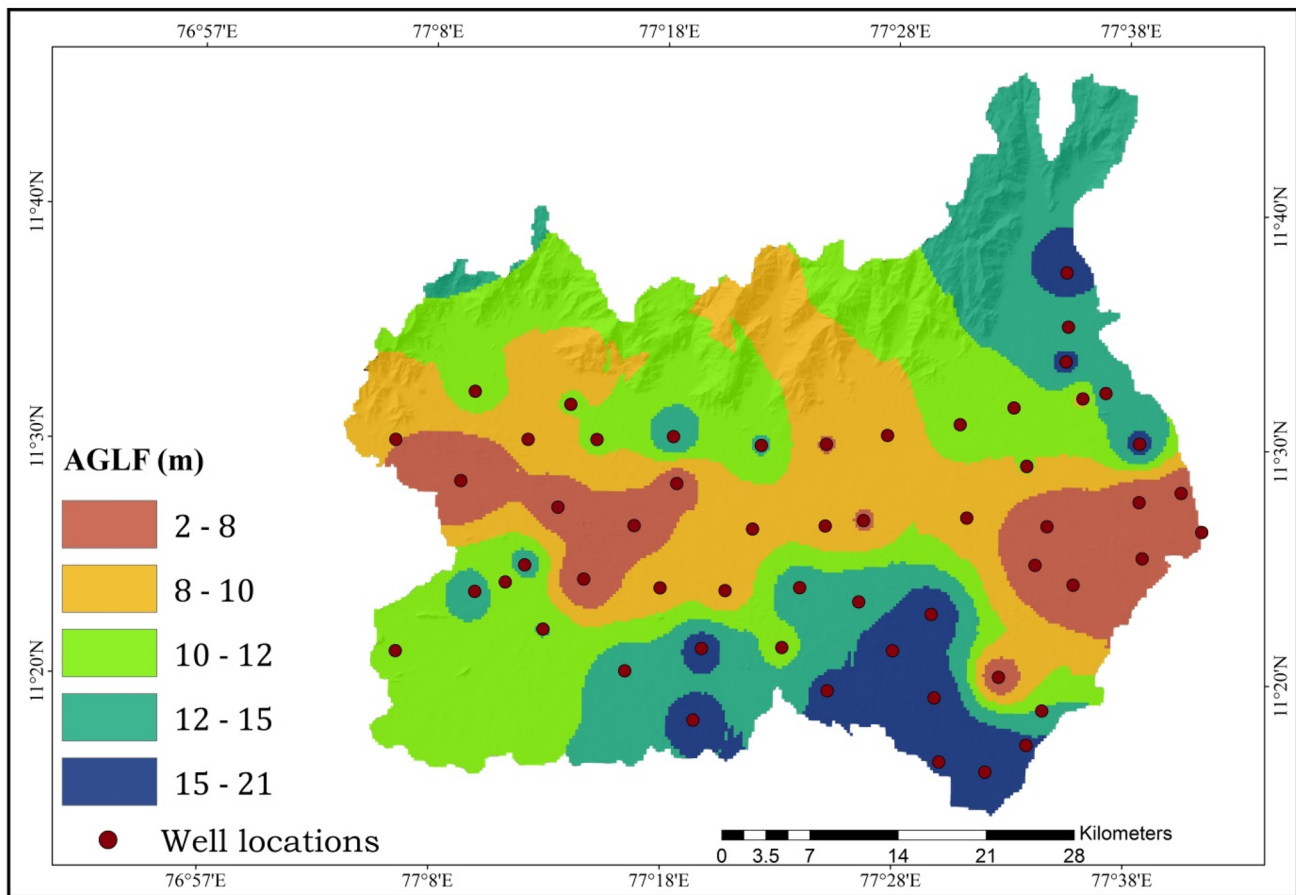 76°57'E 77°8'E 77°18'E 77°28'E 77°38'E
11°40'N 11°40'N
11°30'N 11°30'N
11°20'N 11°20'N
AGLF (m)
2 - 8
8 - 10
10 - 12
12 - 15
15 - 21
Well locations
Kilometers
0 3.5 7 14 21 28
76°57'E 77°8'E 77°18'E 77°28'E 77°38'E